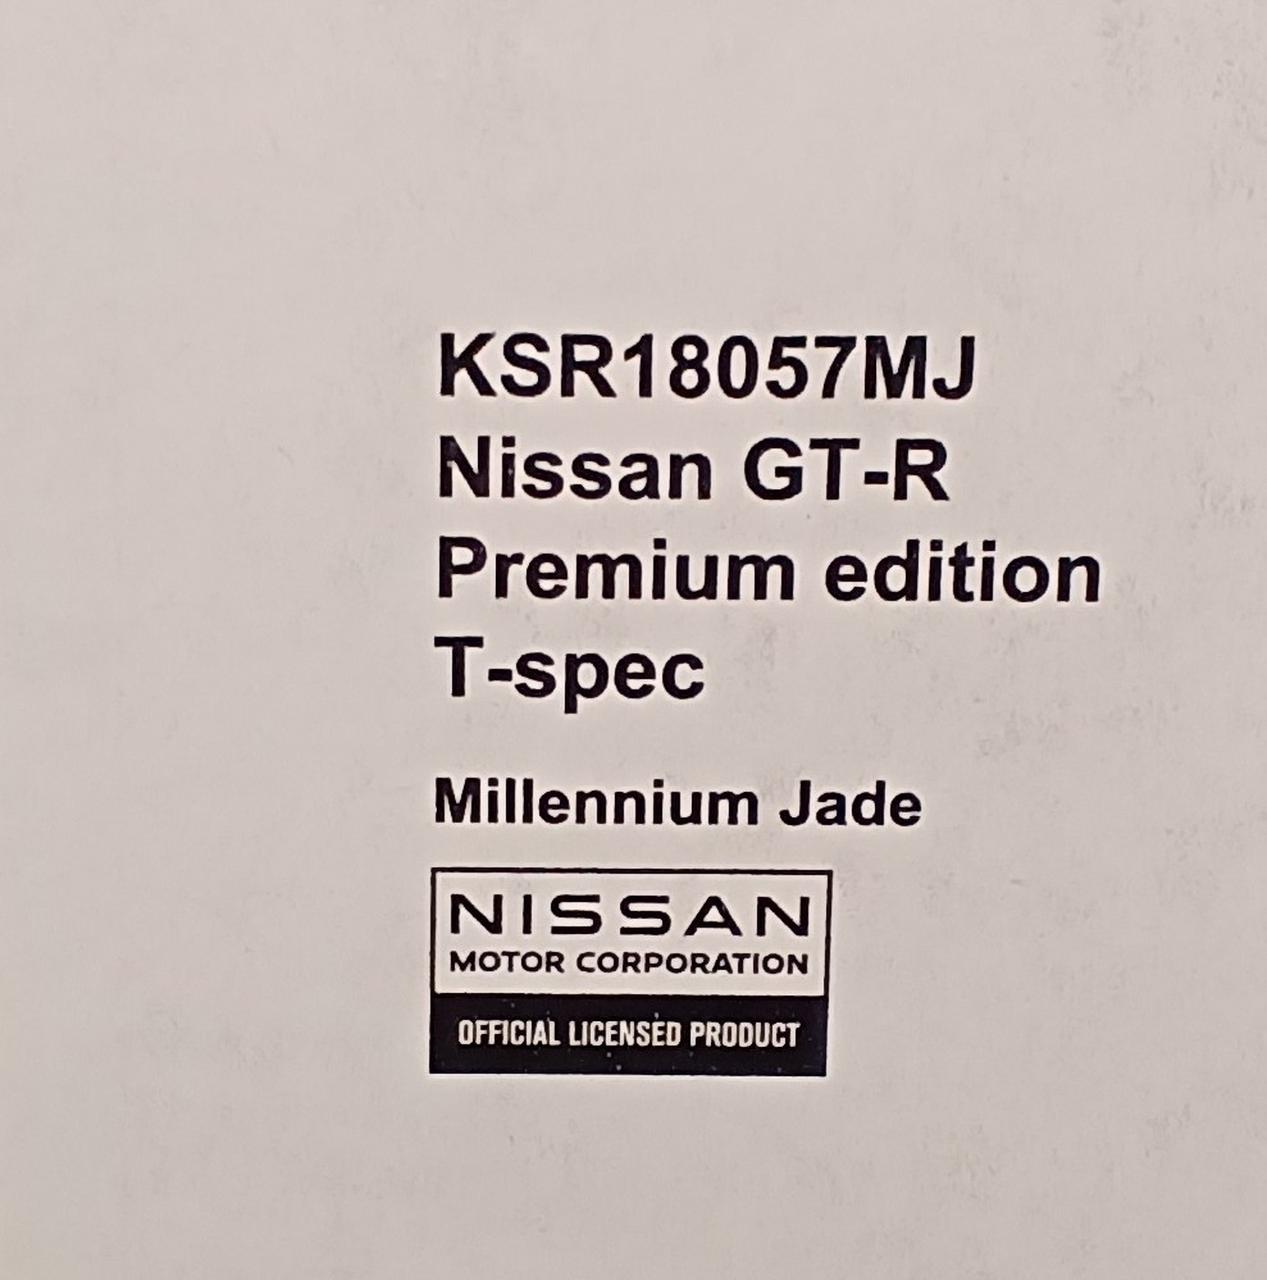 KSR18057MJ
Nissan GT-R
Premium edition
T-spec
Millennium Jade
NISSAN
MOTOR CORPORATION
OFFICIAL LICENSED PRODUCT